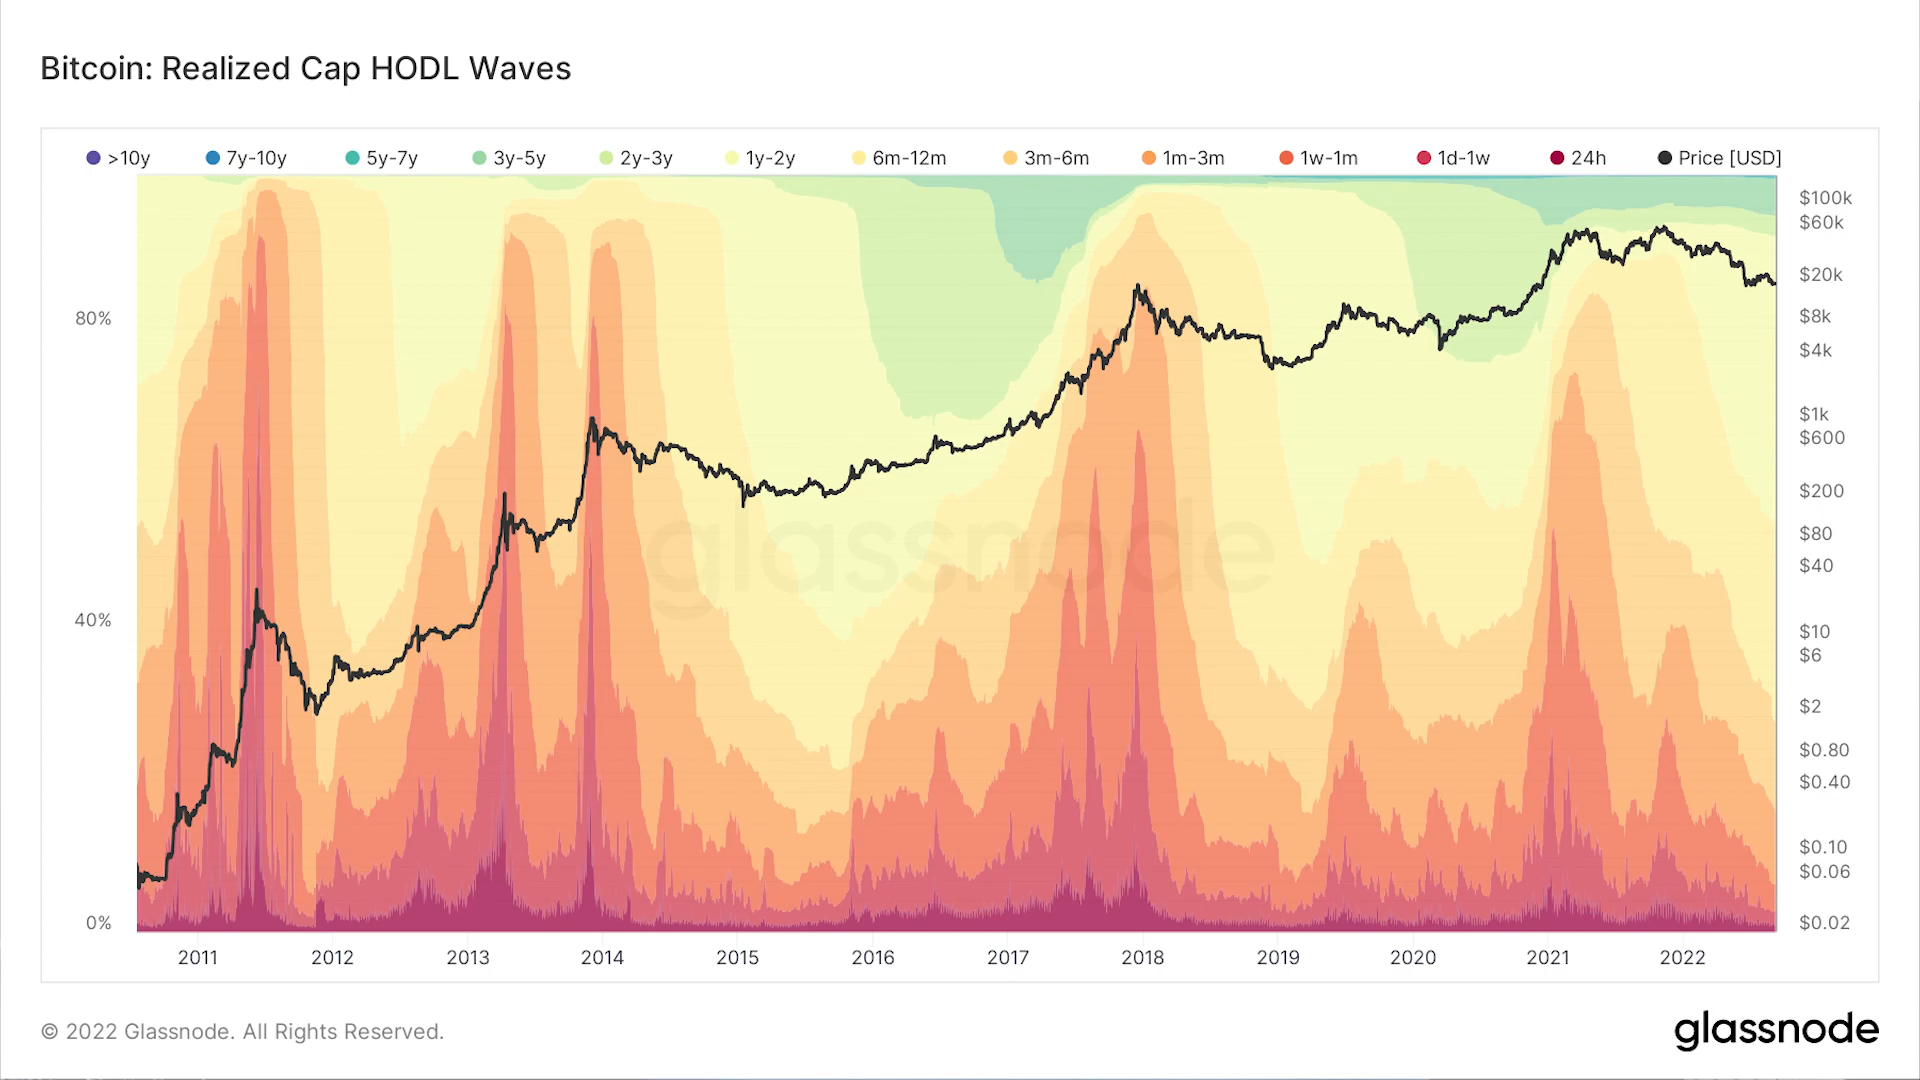 Bitcoin: Realized Cap HODL Waves
>10y 7y-10y 5y-7y 3y-5y 2y-3y 1y-2y 6m-12m 3m-6m 1m-3m 1w-1m 1d-1w 24h Price [USD]
80%
40%
0%
glassnode
$100k
$60k
$20k
$8k
$4k
$1k
$600
$200
$80
$40
$10
$6
$2
$0.80
$0.40
$0.10
$0.06
$0.02
2011 2012 2013 2014 2015 2016 2017 2018 2019 2020 2021 2022
© 2022 Glassnode. All Rights Reserved.
glassnode